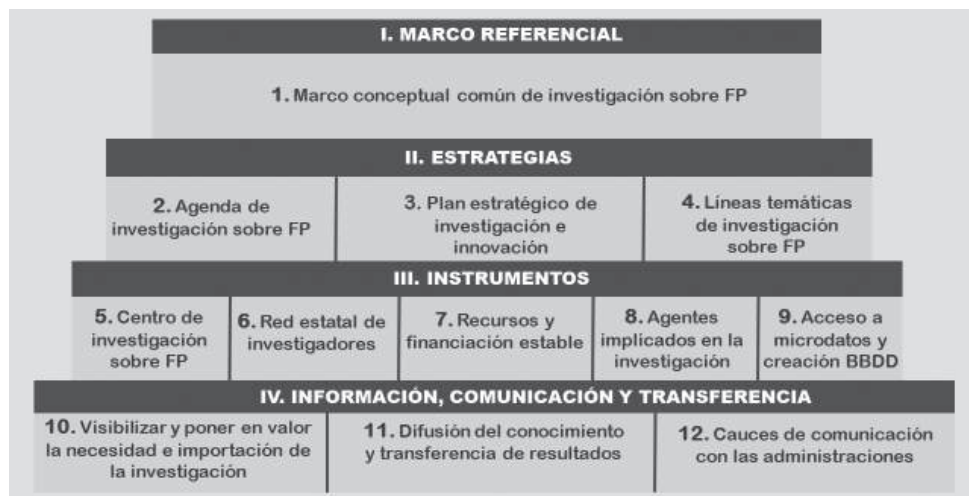 I. MARCO REFERENCIAL
1. Marco conceptual común de investigación sobre FP
II. ESTRATEGIAS
2. Agenda de
investigación sobre FP
3. Plan estratégico de
investigación e
innovación
4. Líneas temáticas
de investigación
sobre FP
III. INSTRUMENTOS
5. Centro de
investigación
sobre FP
6. Red estatal de
investigadores
7. Recursos y
financiación estable
8. Agentes
implicados en la
investigación
9. Acceso a
microdatos y
creación BBDD
IV. INFORMACIÓN, COMUNICACIÓN Y TRANSFERENCIA
10. Visibilizar y poner en valor
la necesidad e importación de
la investigación
11. Difusión del conocimiento
y transferencia de resultados
12. Cauces de comunicación
con las administraciones